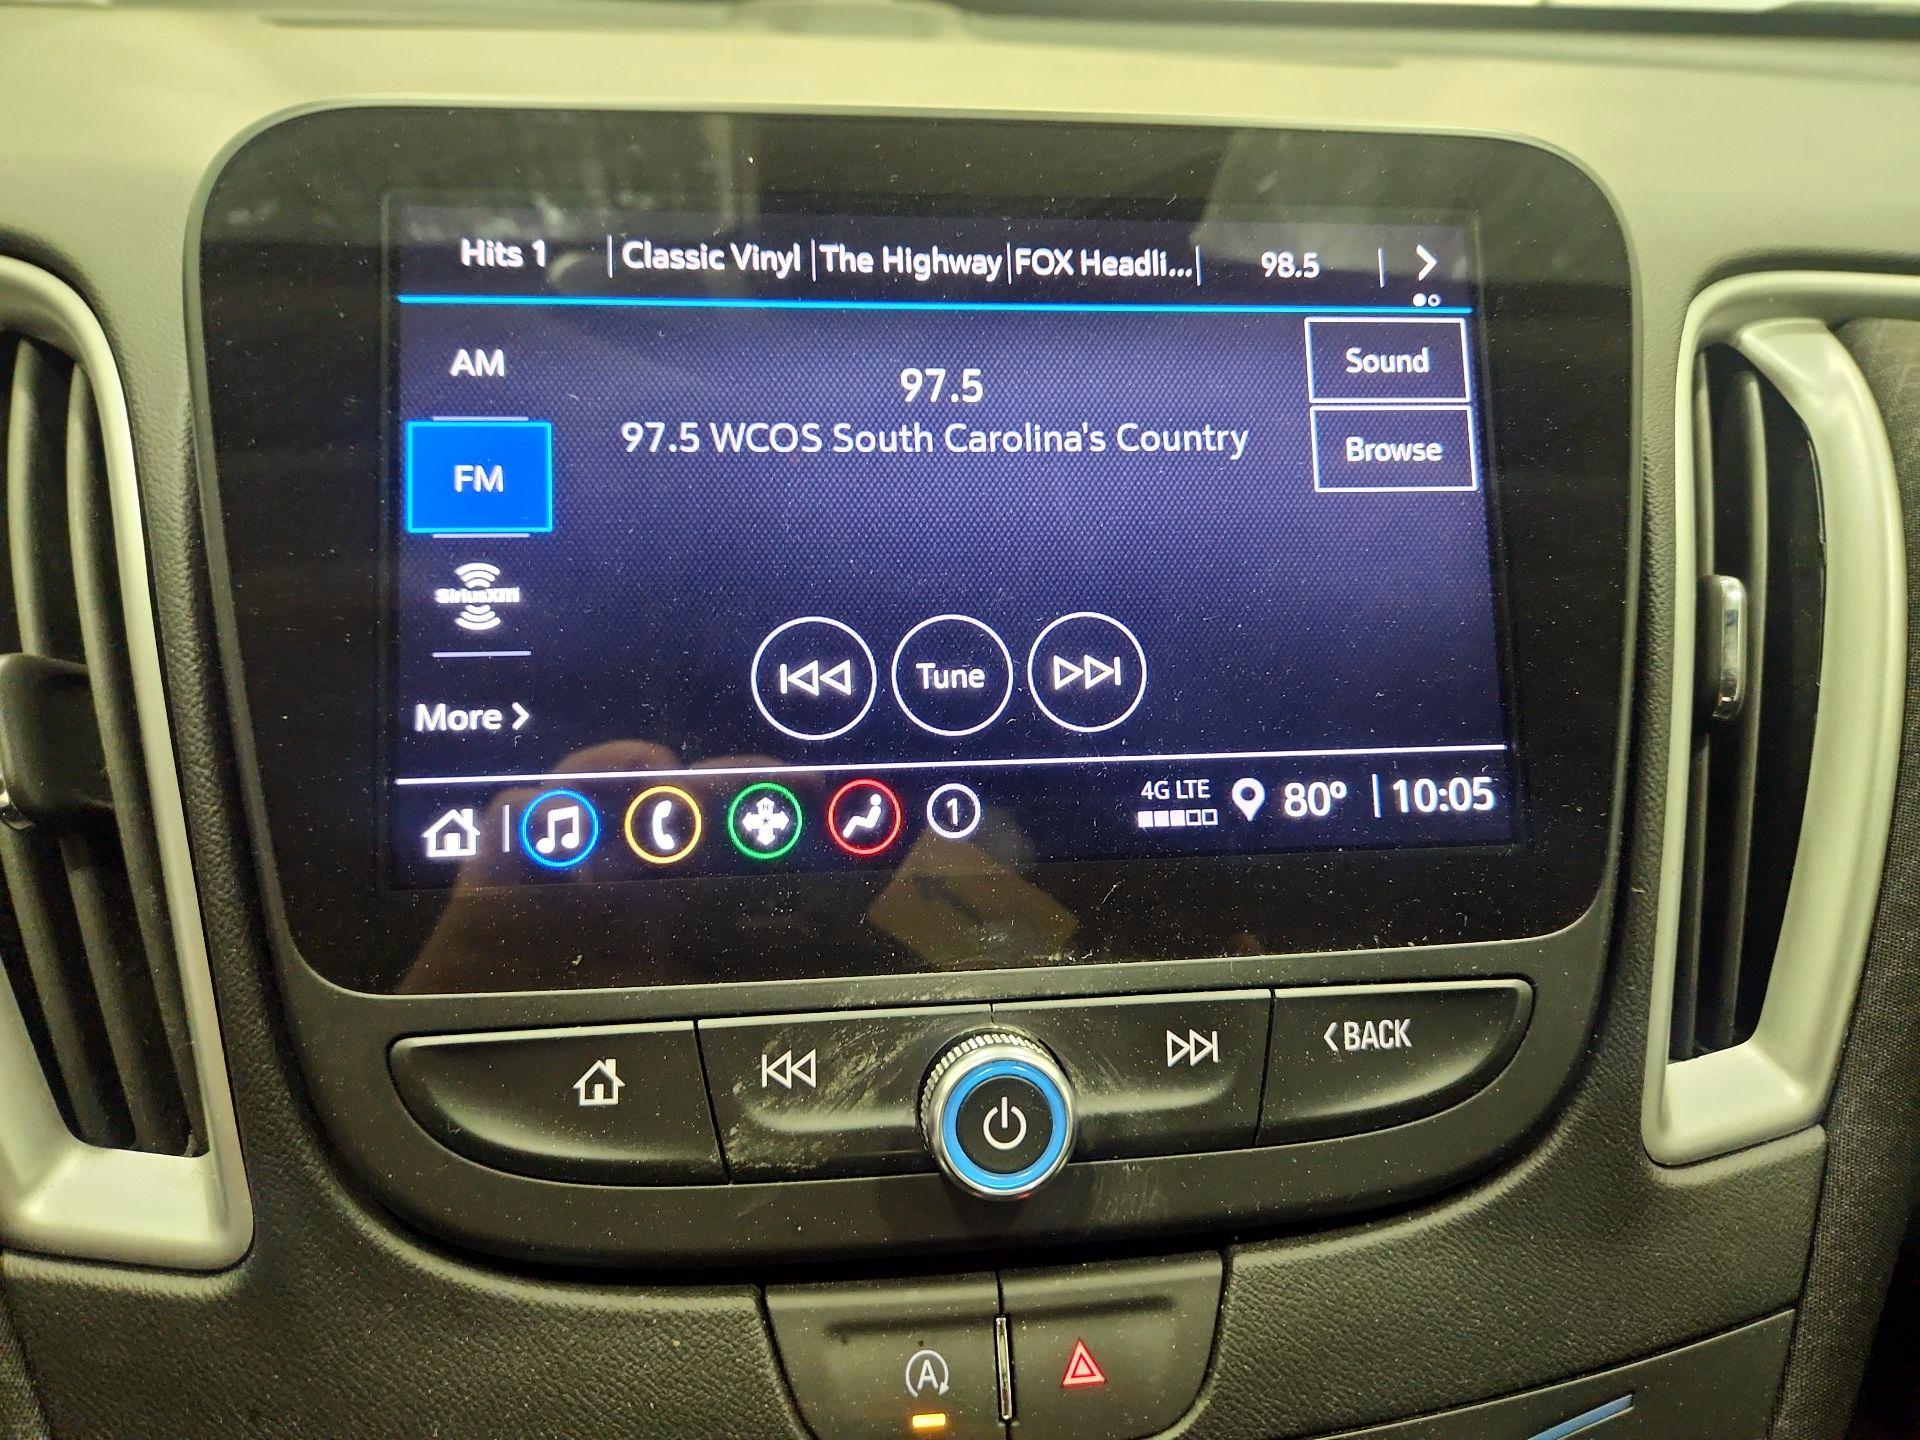 Hits 1
Classic Vinyl
The Highway
FOX Headli...
98.5
AM
97.5
Sound
97.5 WCOS South Carolina's Country
Browse
FM
SiriusXM
Tune
More
1
4G LTE
80°
10:05
BACK
A